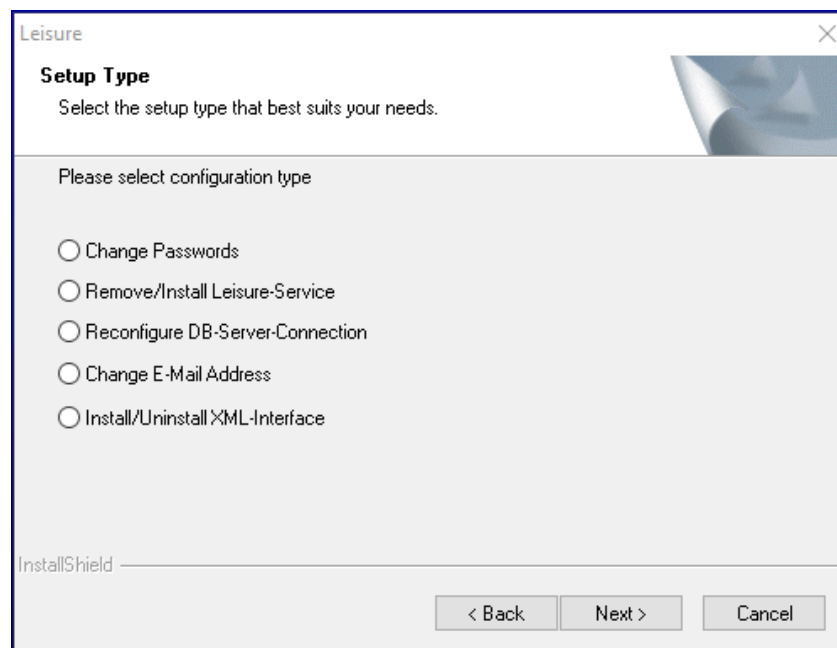 Leisure
Setup Type
Select the setup type that best suits your needs.
Please select configuration type
Change Passwords
Remove/Install Leisure-Service
Reconfigure DB-Server-Connection
Change E-Mail Address
Install/Uninstall XML-Interface
InstallShield
< Back Next > Cancel